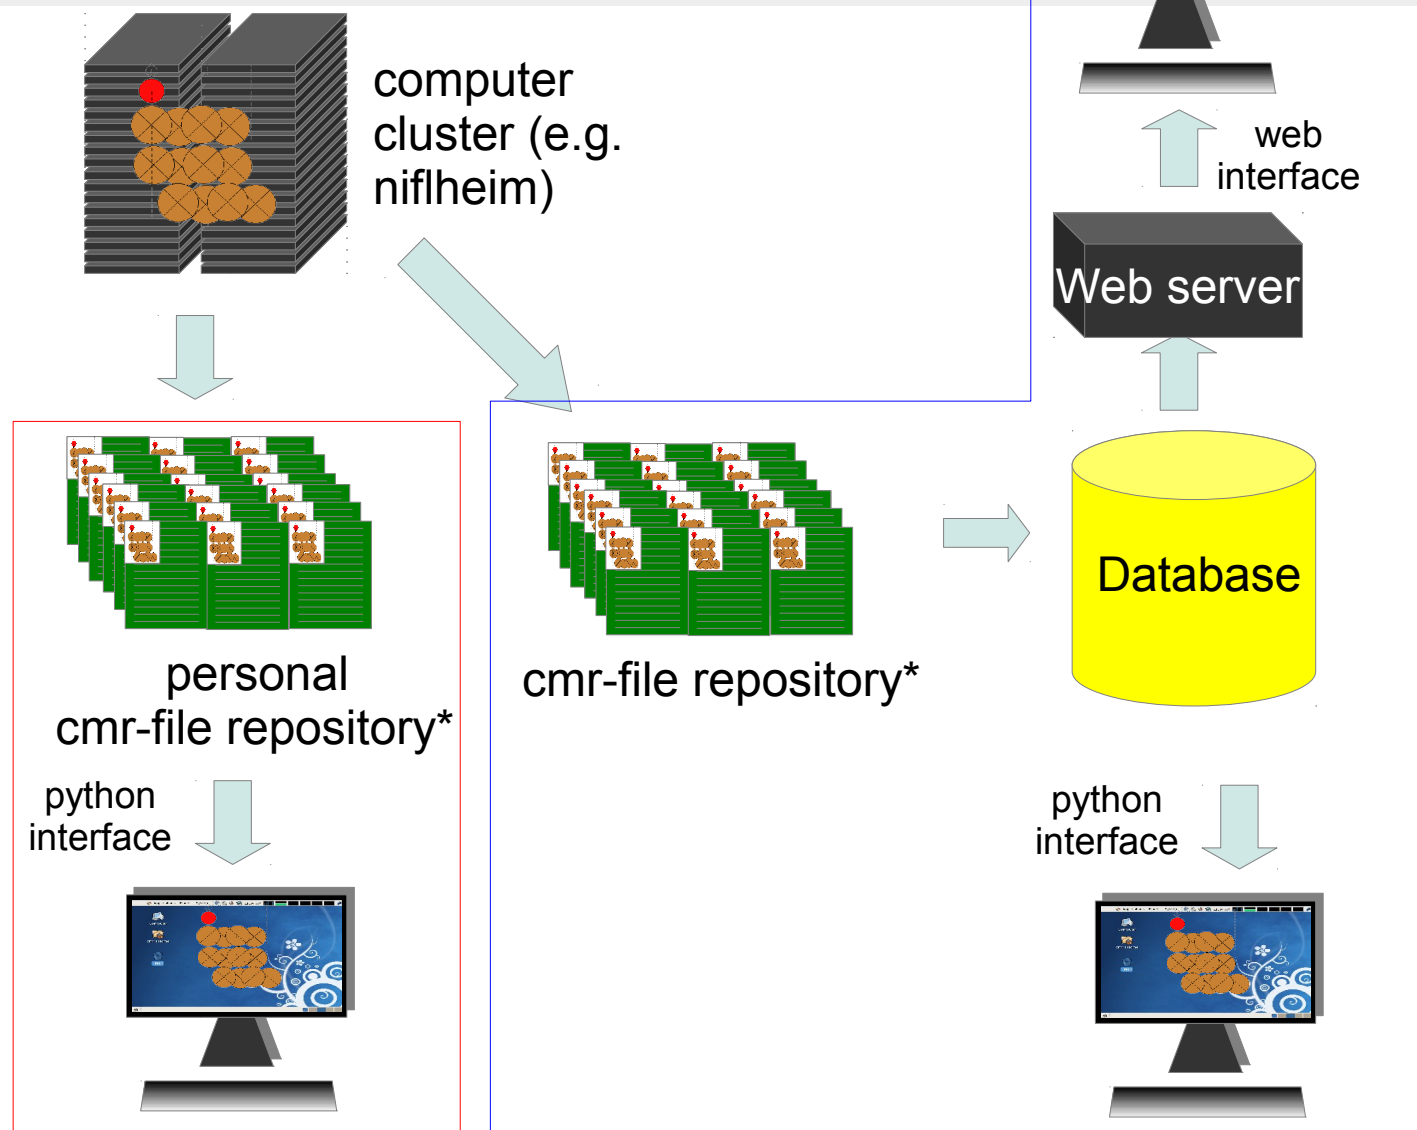 computer
cluster (e.g.
niflheim)
web
interface
Web server
Database
personal
cmr-file repository*
cmr-file repository*
python
interface
python
interface